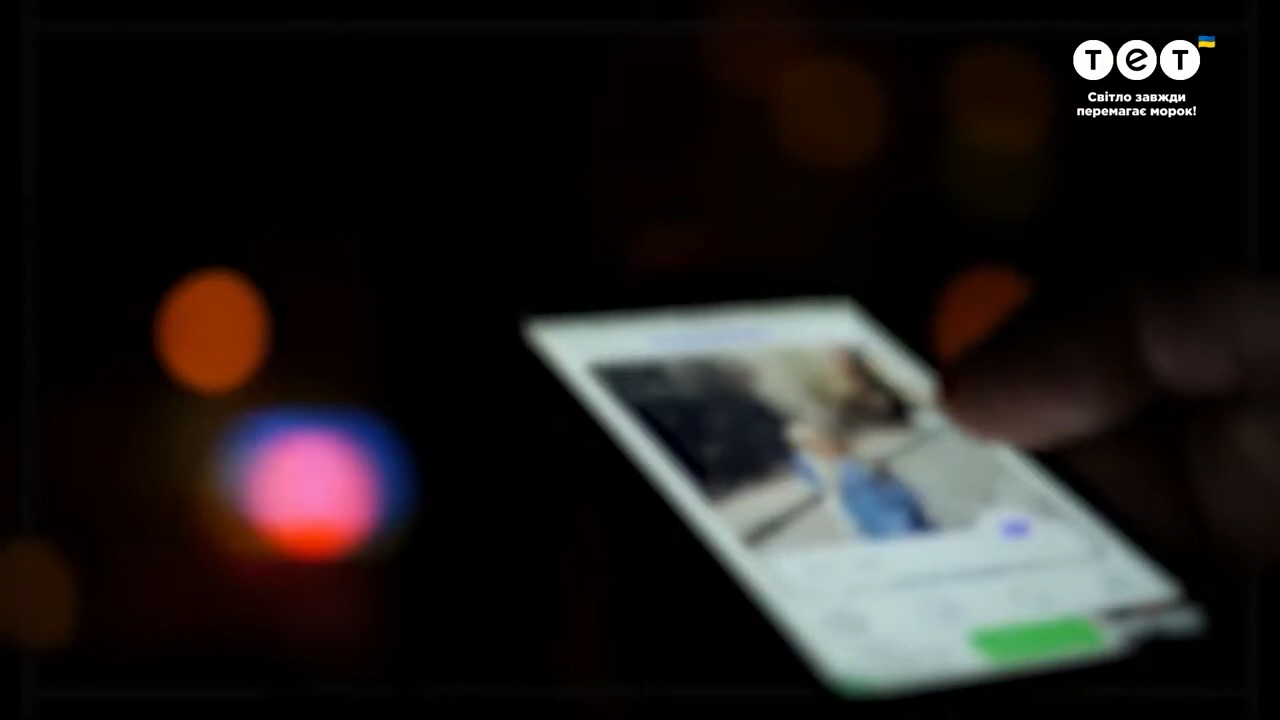 тет
Світло завжди
перемагає морок!